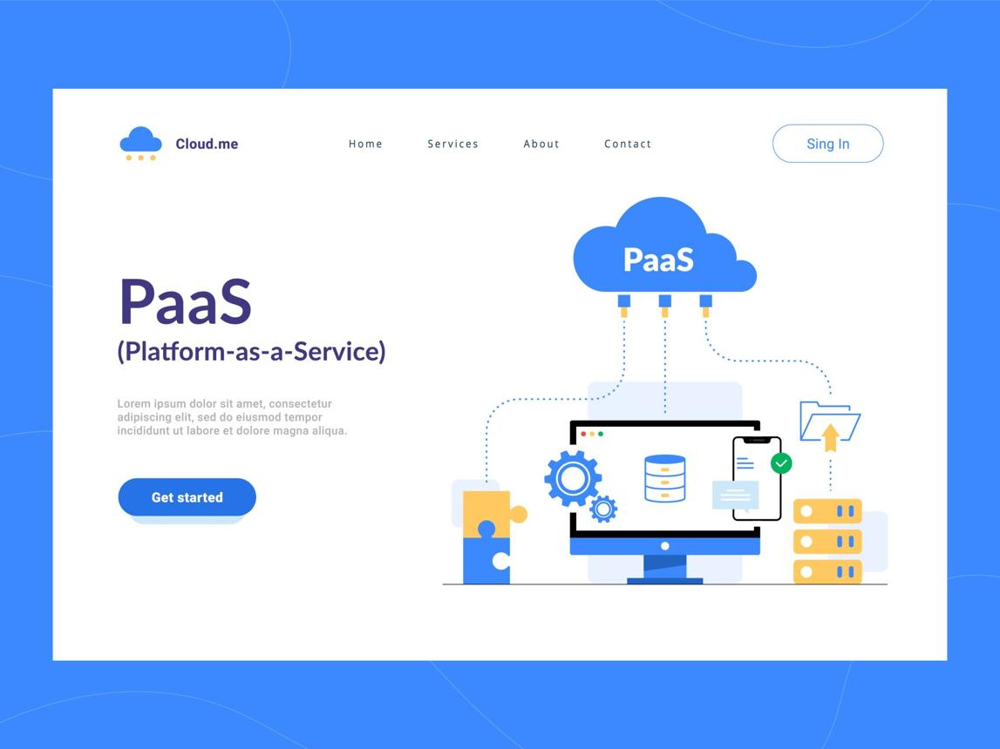 Cloud.me
Home
Services
About
Contact
Sing In
PaaS
PaaS
(Platform-as-a-Service)
Lorem ipsum dolor sit amet, consectetur
adipiscing elit, sed do eiusmod tempor
incididunt ut labore et dolore magna aliqua.
Get started